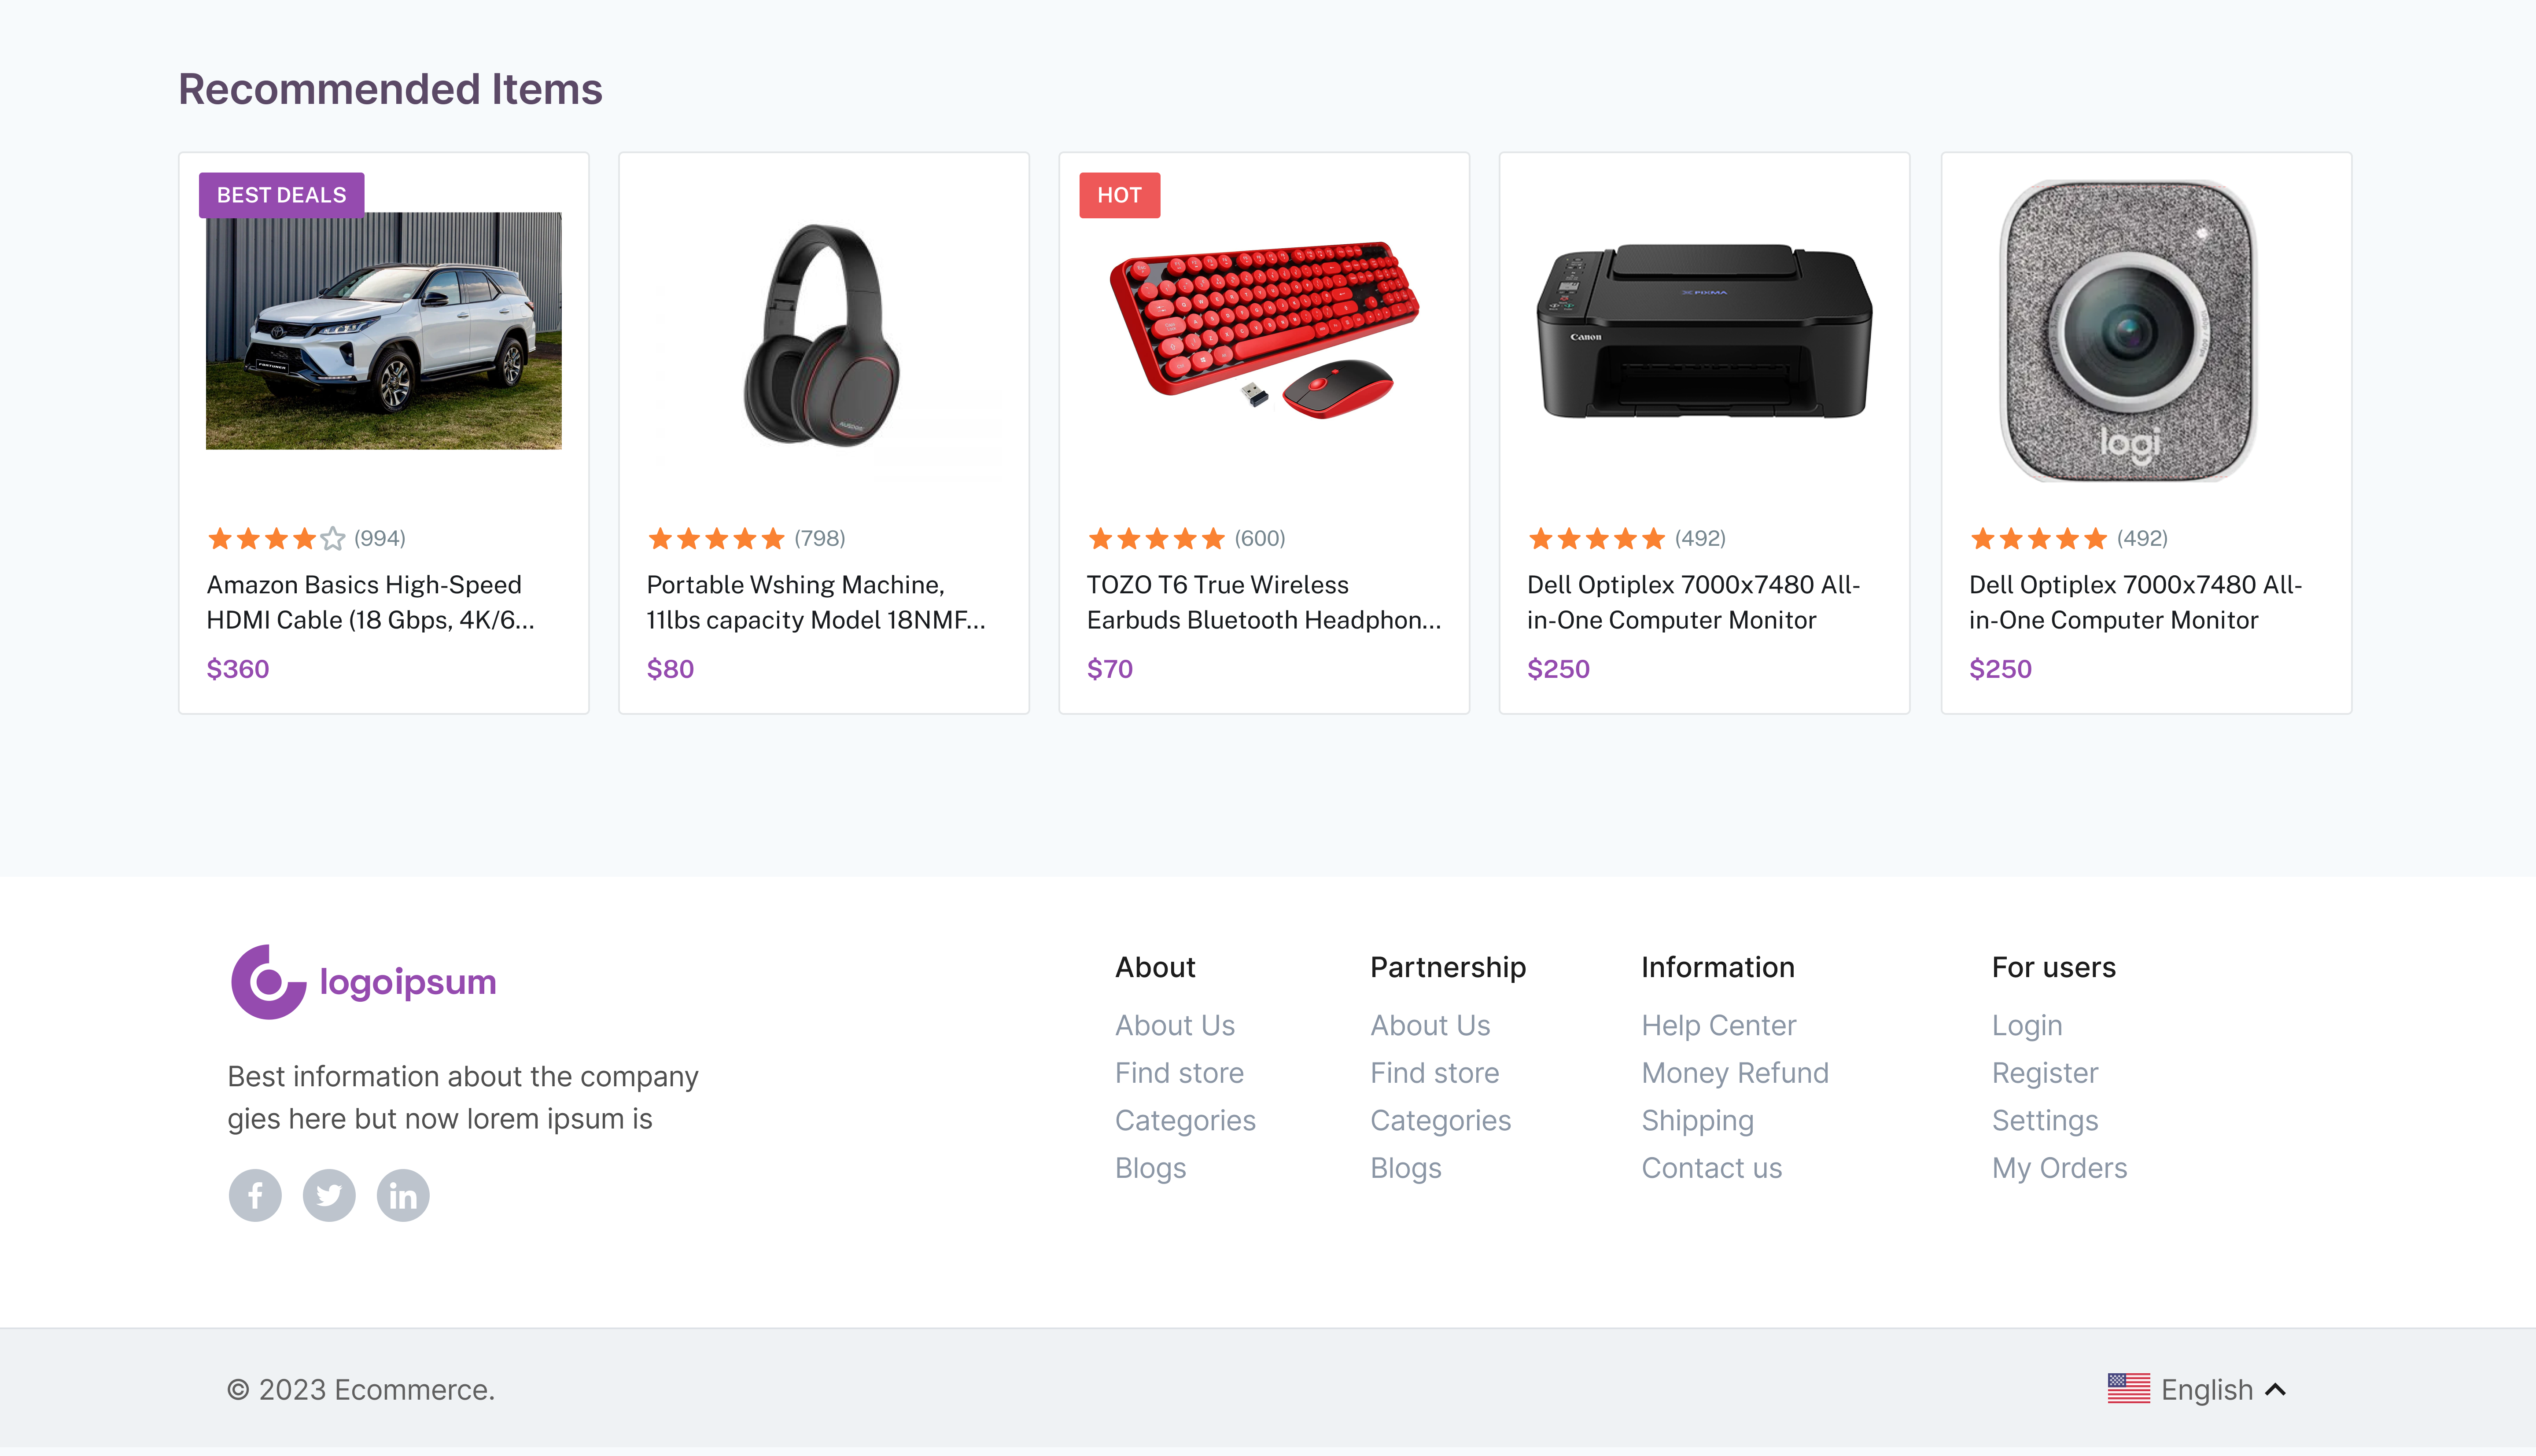 Recommended Items
BEST DEALS
FORTUNER
(994)
Amazon Basics High-Speed
HDMI Cable (18 Gbps, 4K/6...
$360
(798)
Portable Wshing Machine,
11lbs capacity Model 18NMF...
$80
HOT
(600)
TOZO T6 True Wireless
Earbuds Bluetooth Headphon...
$70
PIXMA
Canon
(492)
Dell Optiplex 7000x7480 All-
in-One Computer Monitor
$250
logi
(492)
Dell Optiplex 7000x7480 All-
in-One Computer Monitor
$250
logoipsum
Best information about the company
gies here but now lorem ipsum is
About
About Us
Find store
Categories
Blogs
Partnership
About Us
Find store
Categories
Blogs
Information
Help Center
Money Refund
Shipping
Contact us
For users
Login
Register
Settings
My Orders
© 2023 Ecommerce.
English